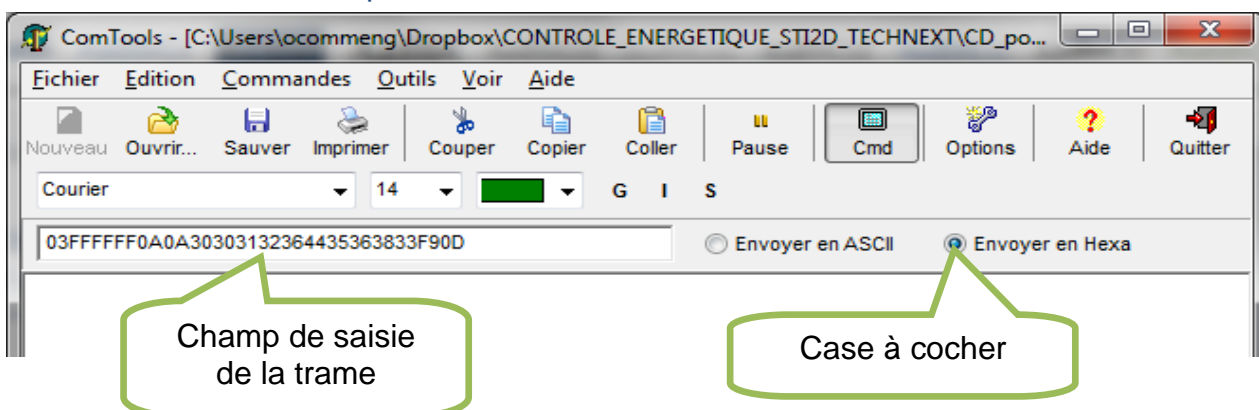 ComTools - [C:\Users\ocommeng\Dropbox\CONTROLE_ENERGETIQUE_STI2D_TECHNEXT\CD_po...
Fichier Edition Commandes Outils Voir Aide
Nouveau Ouvrir... Sauver Imprimer Couper Copier Coller Pause Cmd Options Aide Quitter
Courier 14 G I S
03FFFFFF0A0A30303132364435363833F90D Envoyer en ASCII Envoyer en Hexa
Champ de saisie
de la trame
Case à cocher